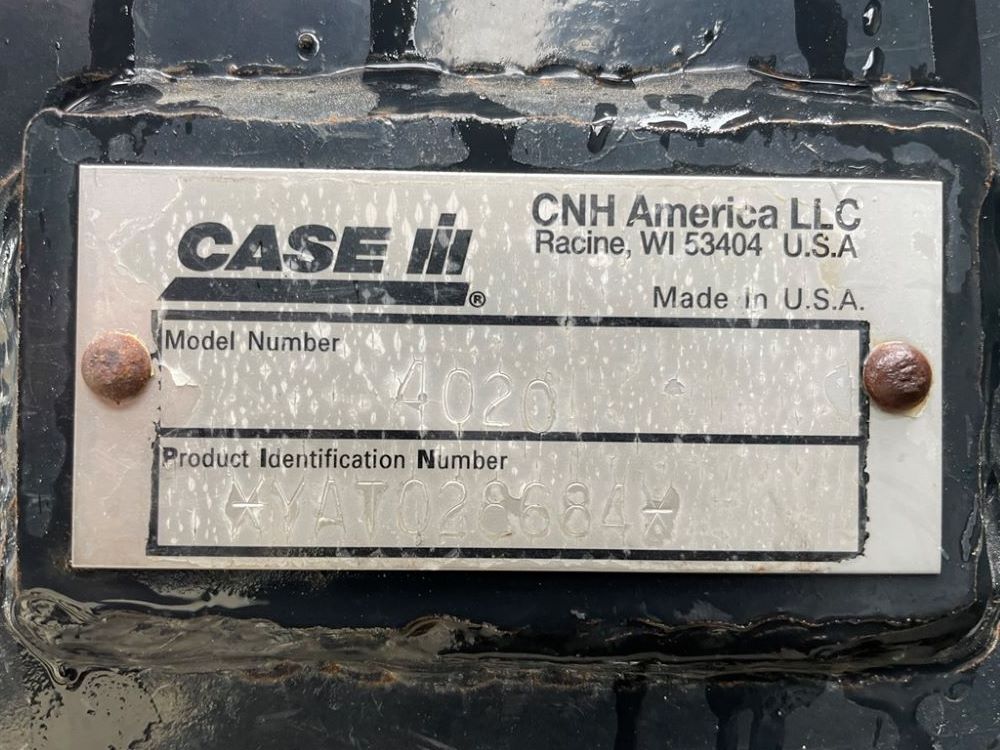 CASE IH®
CNH America LLC
Racine, WI 53404 U.S.A
Made in U.S.A.
Model Number
4020
Product Identification Number
*YAT028684*